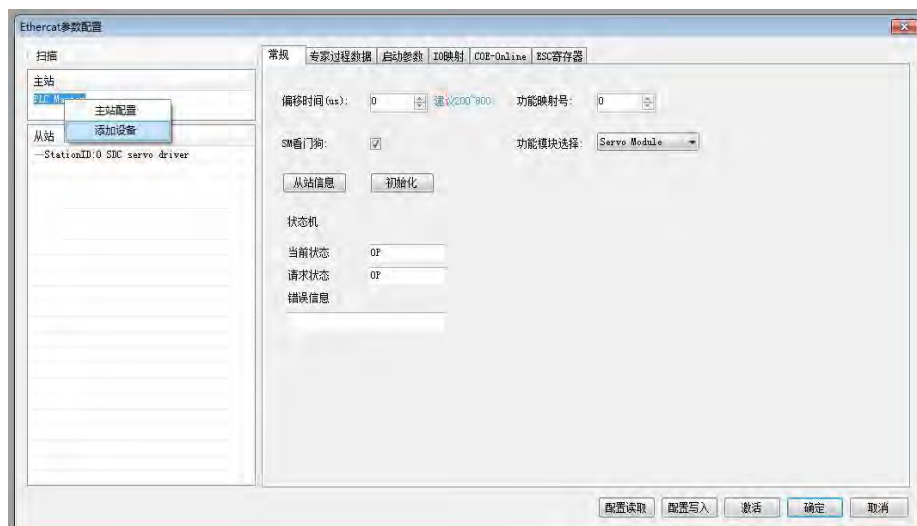 Ethercat参数配置
扫描
主站
PLC Master
主站配置
添加设备
从站
StationID:0 SDC servo driver
常规 专家过程数据 启动参数 IO映射 COE-Online ESC寄存器
偏移时间(us): 0 建议200~800 功能映射号: 0
SM看门狗: 功能模块选择: Servo Module
从站信息 初始化
状态机
当前状态 OP
请求状态 OP
错误信息
配置读取 配置写入 激活 确定 取消